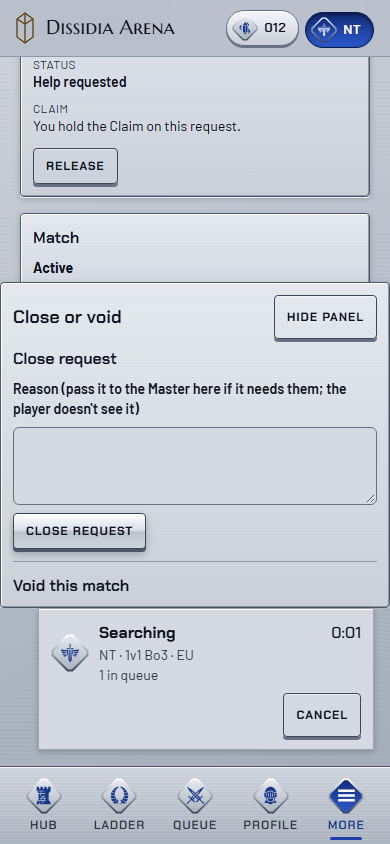 Dissidia Arena
012
NT
STATUS
Help requested
CLAIM
You hold the Claim on this request.
RELEASE
Match
Active
Close or void
HIDE PANEL
Close request
Reason (pass it to the Master here if it needs them; the
player doesn't see it)
CLOSE REQUEST
Void this match
Searching
0:01
NT · 1v1 Bo3 · EU
1 in queue
CANCEL
HUB
LADDER
QUEUE
PROFILE
MORE